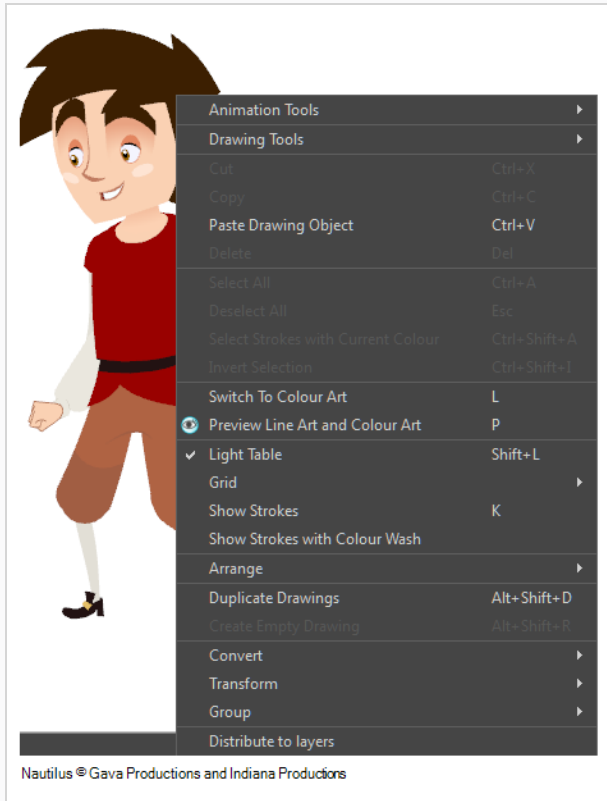 Animation Tools
Drawing Tools
Cut Ctrl+X
Copy Ctrl+C
Paste Drawing Object Ctrl+V
Delete Del
Select All Ctrl+A
Deselect All Esc
Select Strokes with Current Colour Ctrl+Shift+A
Invert Selection Ctrl+Shift+I
Switch To Colour Art L
Preview Line Art and Colour Art P
Light Table Shift+L
Grid
Show Strokes K
Show Strokes with Colour Wash
Arrange
Duplicate Drawings Alt+Shift+D
Create Empty Drawing Alt+Shift+R
Convert
Transform
Group
Distribute to layers
Nautilus © Gava Productions and Indiana Productions